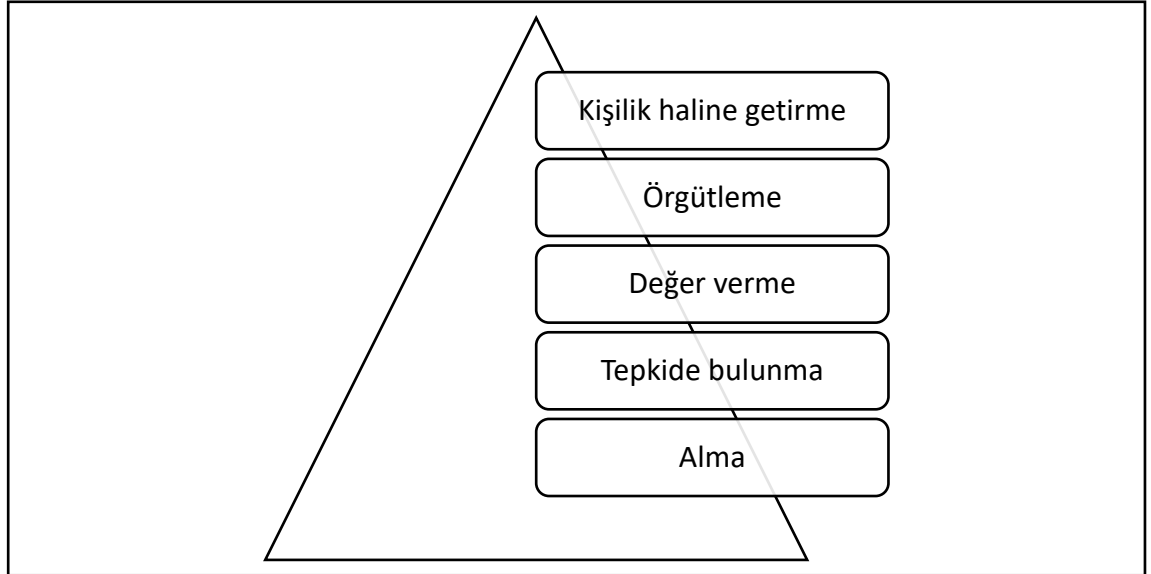 Kişilik haline getirme
Örgütleme
Değer verme
Tepkide bulunma
Alma